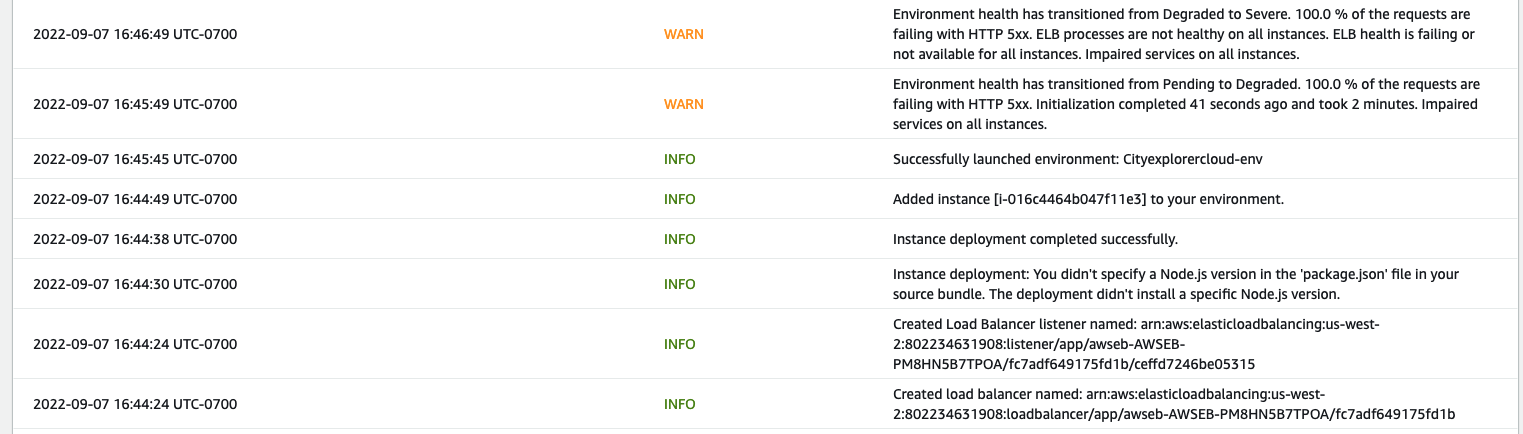 Environment health has transitioned from Degraded to Severe. 100.0 % of the requests are
2022-09-07 16:46:49 UTC-0700 WARN failing with HTTP 5xx. ELB processes are not healthy on all instances. ELB health is failing or
not available for all instances. Impaired services on all instances.
Environment health has transitioned from Pending to Degraded. 100.0 % of the requests are
2022-09-07 16:45:49 UTC-0700 WARN failing with HTTP 5xx. Initialization completed 41 seconds ago and took 2 minutes. Impaired
services on all instances.
2022-09-07 16:45:45 UTC-0700 INFO Successfully launched environment: Cityexplorercloud-env
2022-09-07 16:44:49 UTC-0700 INFO Added instance [i-016c4464b047f11e3] to your environment.
2022-09-07 16:44:38 UTC-0700 INFO Instance deployment completed successfully.
2022-09-07 16:44:30 UTC-0700 INFO Instance deployment: You didn't specify a Node.js version in the 'package.json' file in your
source bundle. The deployment didn't install a specific Node.js version.
Created Load Balancer listener named: arn:aws:elasticloadbalancing:us-west-
2022-09-07 16:44:24 UTC-0700 INFO 2:802234631908:listener/app/awseb-AWSEB-
PM8HN5B7TPOA/fc7adf649175fd1b/ceffd7246be05315
2022-09-07 16:44:24 UTC-0700 INFO Created load balancer named: arn:aws:elasticloadbalancing:us-west-
2:802234631908:loadbalancer/app/awseb-AWSEB-PM8HN5B7TPOA/fc7adf649175fd1b